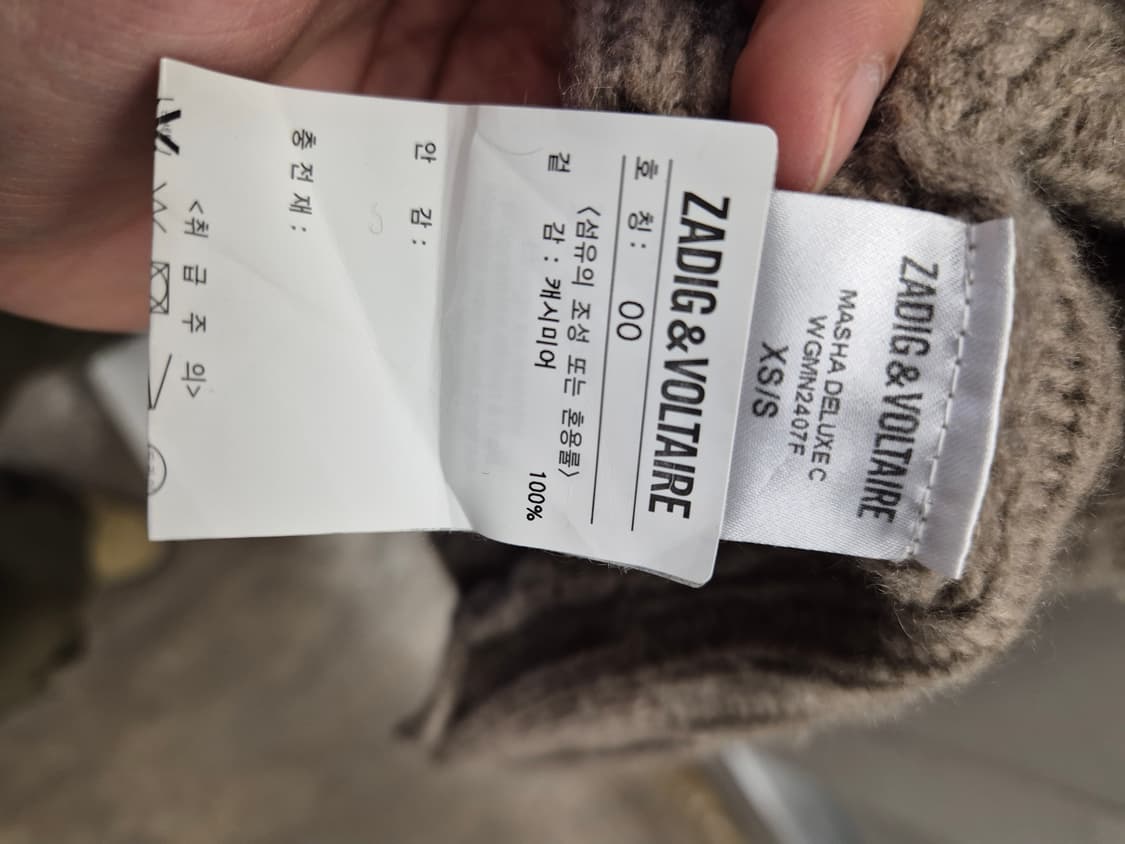 ZADIG & VOLTAIRE
MASHA DELUXE C
WGMN2407F
XS/S
ZADIG & VOLTAIRE
호 칭 : 00
<섬유의 조성 또는 혼용률>
겉 감 : 캐시미어 100%
안 감 :
충 전 재 :
<취 급 주 의>